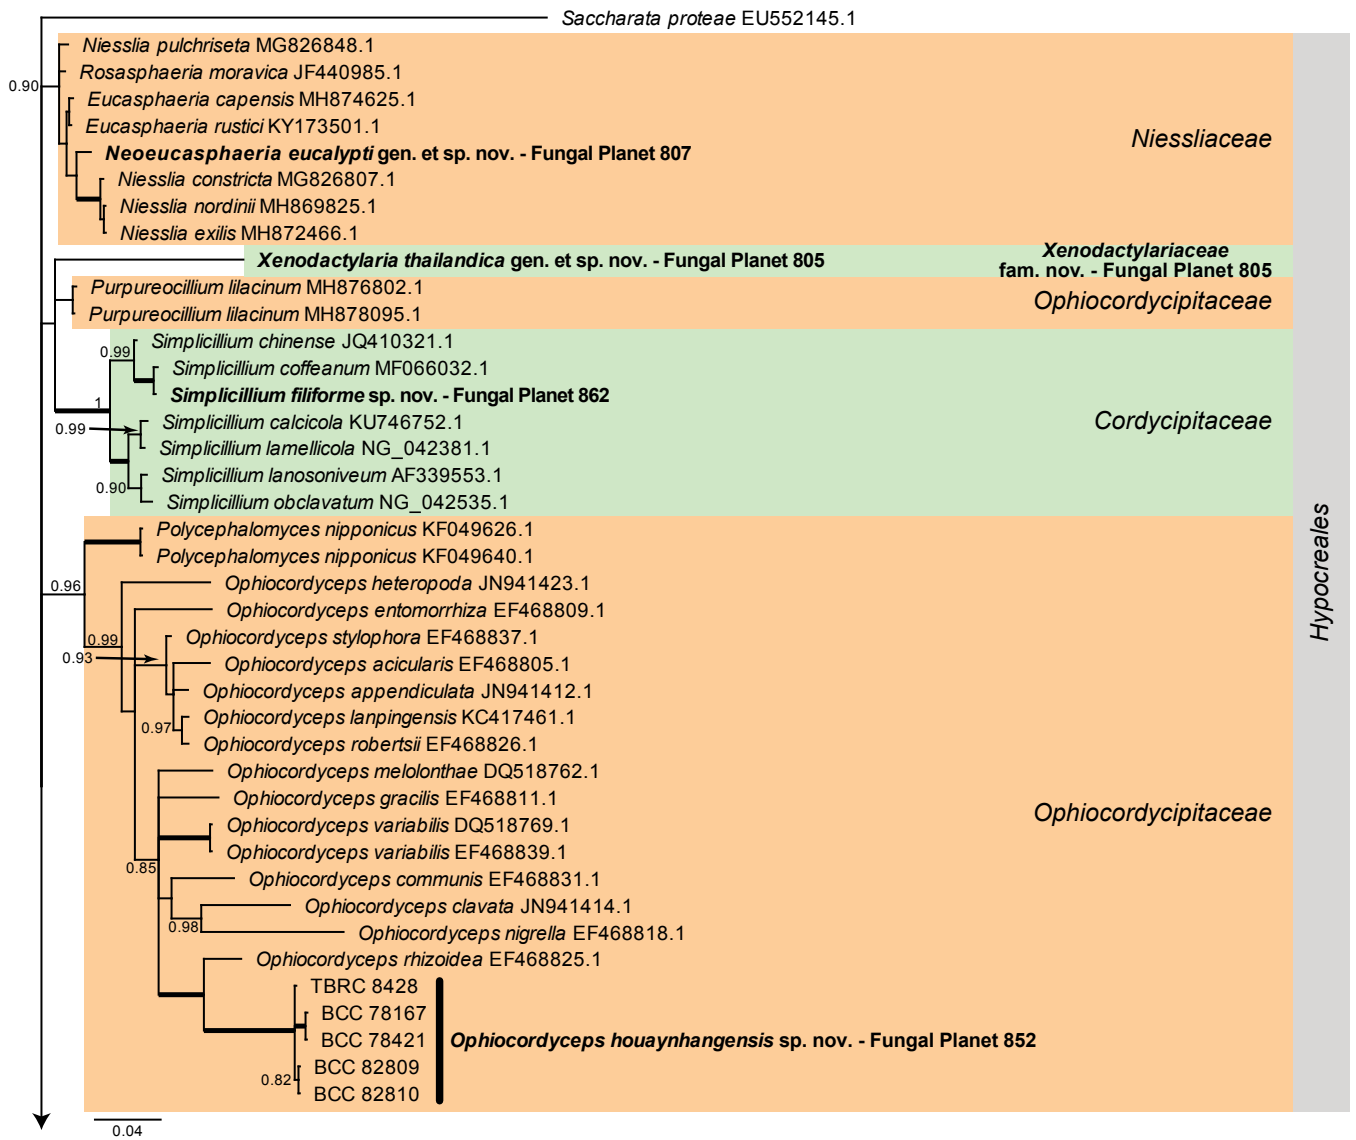 Saccharata proteae EU552145.1
Niesslia pulchriseta MG826848.1
Rosasphaeria moravica JF440985.1
0.90
Eucasphaeria capensis MH874625.1
Eucasphaeria rustici KY173501.1
Niessliaceae
Neoeucasphaeria eucalypti gen. et sp. nov. - Fungal Planet 807
Niesslia constricta MG826807.1
Niesslia nordinii MH869825.1
Niesslia exilis MH872466.1
Xenodactylaria thailandica gen. et sp. nov. - Fungal Planet 805
Xenodactylariaceae
fam. nov. - Fungal Planet 805
Purpureocillium lilacinum MH876802.1
Purpureocillium lilacinum MH878095.1
Ophiocordycipitaceae
Simplicillium chinense JQ410321.1
0.99
Simplicillium coffeanum MF066032.1
Simplicillium filiforme sp. nov. - Fungal Planet 862
1
Simplicillium calcicola KU746752.1
0.99
Cordycipitaceae
Simplicillium lamellicola NG_042381.1
Simplicillium lanosoniveum AF339553.1
0.90
Simplicillium obclavatum NG_042535.1
Hypocreales
Polycephalomyces nipponicus KF049626.1
Polycephalomyces nipponicus KF049640.1
0.96
Ophiocordyceps heteropoda JN941423.1
Ophiocordyceps entomorrhiza EF468809.1
0.99
Ophiocordyceps stylophora EF468837.1
0.93
Ophiocordyceps acicularis EF468805.1
Ophiocordyceps appendiculata JN941412.1
Ophiocordyceps lanpingensis KC417461.1
0.97
Ophiocordyceps robertsii EF468826.1
Ophiocordyceps melolonthae DQ518762.1
Ophiocordyceps gracilis EF468811.1
Ophiocordycipitaceae
Ophiocordyceps variabilis DQ518769.1
Ophiocordyceps variabilis EF468839.1
0.85
Ophiocordyceps communis EF468831.1
Ophiocordyceps clavata JN941414.1
0.98
Ophiocordyceps nigrella EF468818.1
Ophiocordyceps rhizoidea EF468825.1
TBRC 8428
BCC 78167
BCC 78421
Ophiocordyceps houaynhangensis sp. nov. - Fungal Planet 852
BCC 82809
0.82
BCC 82810
0.04